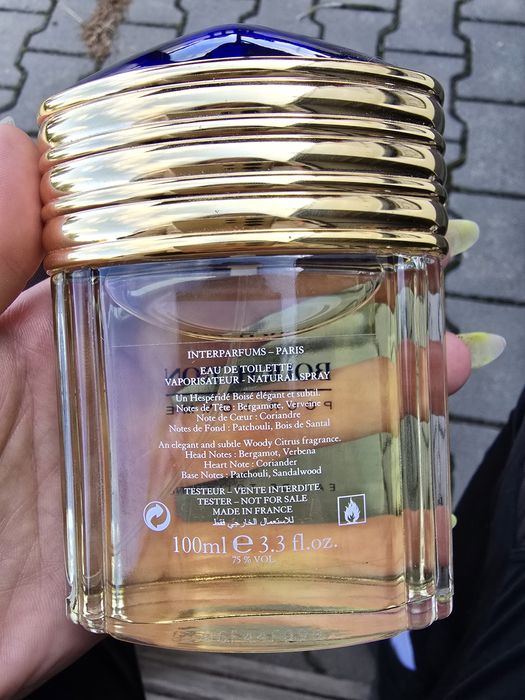 INTERPARFUMS – PARIS
EAU DE TOILETTE
VAPORISATEUR - NATURAL SPRAY
Un Hespéridé Boisé élégant et subtil.
Notes de Tête : Bergamote, Verveine
Note de Cœur : Coriandre
Notes de Fond : Patchouli, Bois de Santal
An elegant and subtle Woody Citrus fragrance.
Head Notes : Bergamot, Verbena
Heart Note : Coriander
Base Notes : Patchouli, Sandalwood
TESTEUR – VENTE INTERDITE
TESTER – NOT FOR SALE
MADE IN FRANCE
للاستعمال الخارجي فقط
100ml e 3.3 fl.oz.
75 % VOL